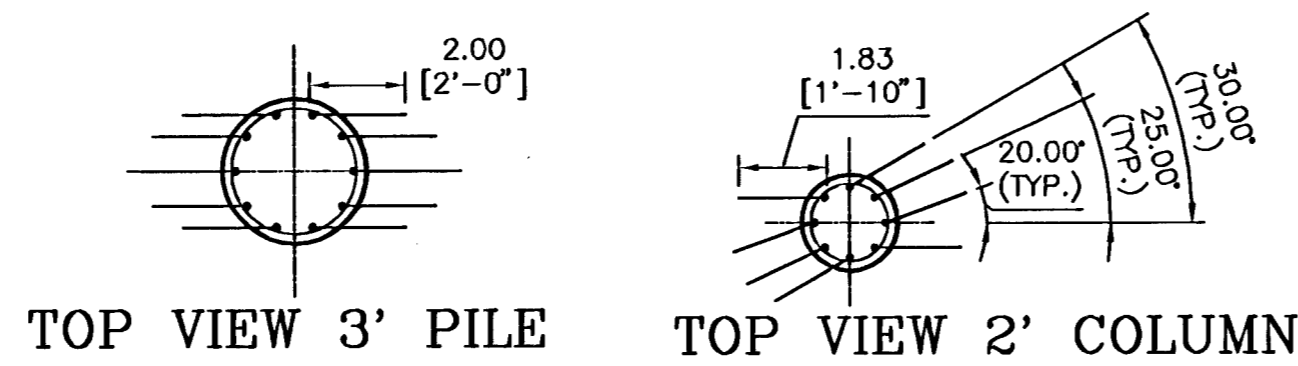 2.00
[2'-0"]
1.83
[1'-10"]
20.00°
(TYP.)
25.00°
(TYP.)
30.00°
(TYP.)
TOP VIEW 3' PILE
TOP VIEW 2' COLUMN